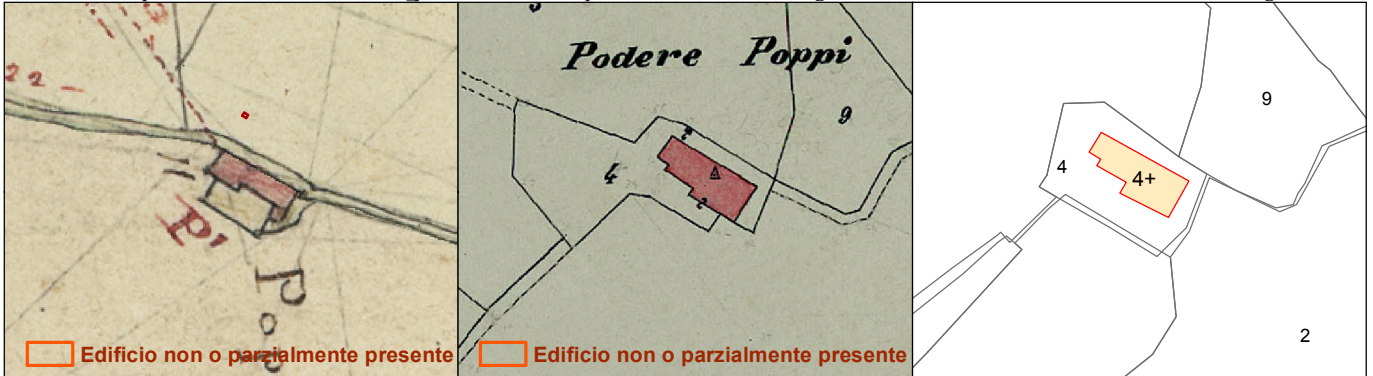 22
P
P
o
Edificio non o parzialmente presente
Podere Poppi
9
4
Edificio non o parzialmente presente
9
4
4+
2